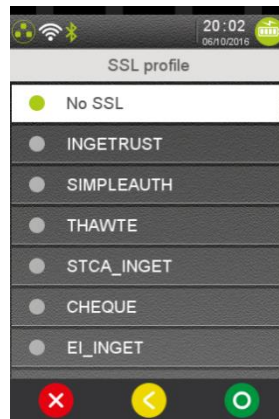 20:02
06/10/2016
SSL profile
No SSL
INGETRUST
SIMPLEAUTH
THAWTE
STCA_INGET
CHEQUE
EI_INGET